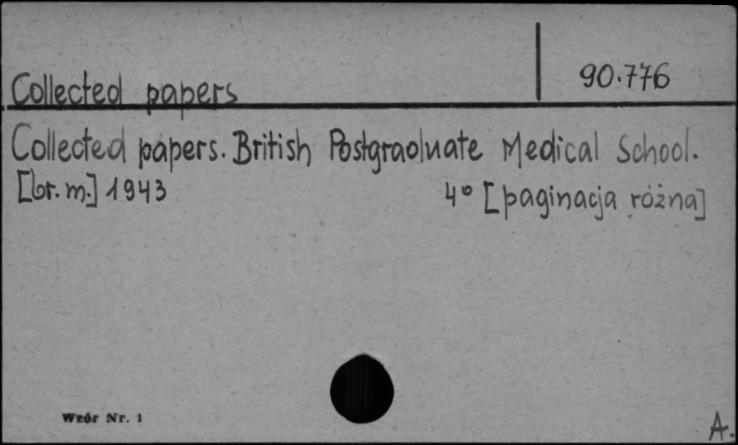 Collected papers
90.776
Collected papers. British Postgraduate Medical School.
[br. m.] 1943 4° [paginacja różna]
Wzór Nr. 1
A.